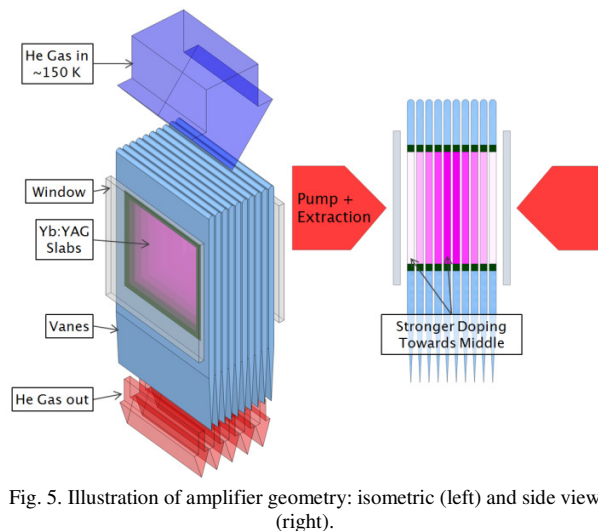 He Gas in
~150 K
Window
Yb:YAG
Slabs
Vanes
He Gas out
Pump +
Extraction
Stronger Doping
Towards Middle
Fig. 5. Illustration of amplifier geometry: isometric (left) and side view
(right).